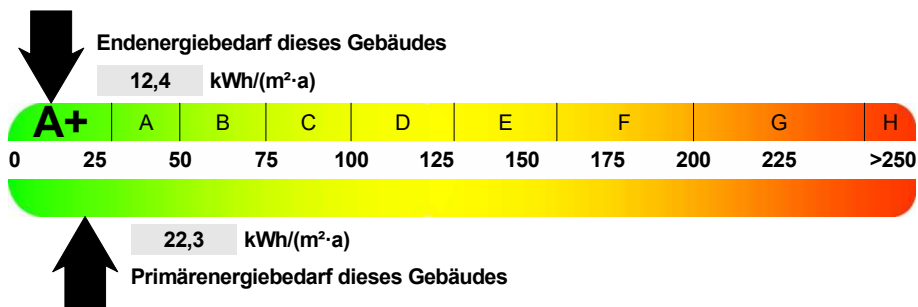 Endenergiebedarf dieses Gebäudes
12,4 kWh/(m²·a)
A+ A B C D E F G H
0 25 50 75 100 125 150 175 200 225 >250
22,3 kWh/(m²·a)
Primärenergiebedarf dieses Gebäudes